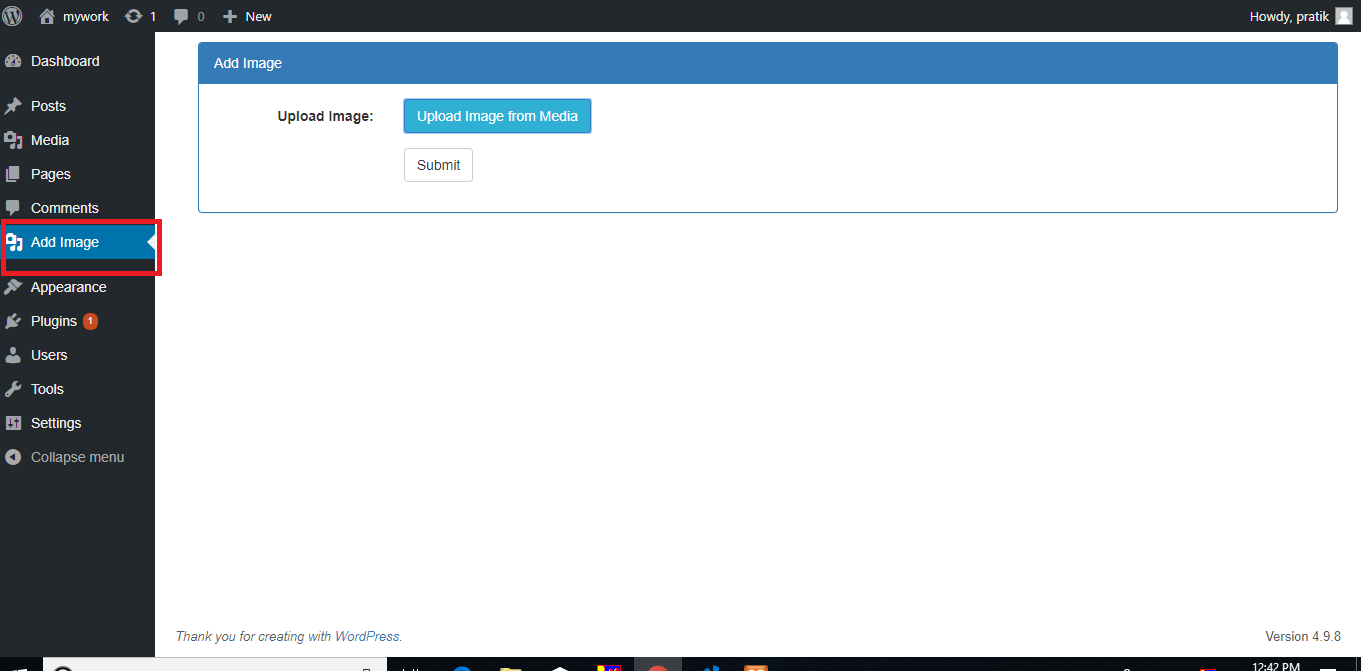 mywork 1 0 New Howdy, pratik
Dashboard
Posts
Media
Pages
Comments
Add Image
Appearance
Plugins 1
Users
Tools
Settings
Collapse menu
Add Image
Upload Image: Upload Image from Media
Submit
Thank you for creating with WordPress. Version 4.9.8
12:42 PM